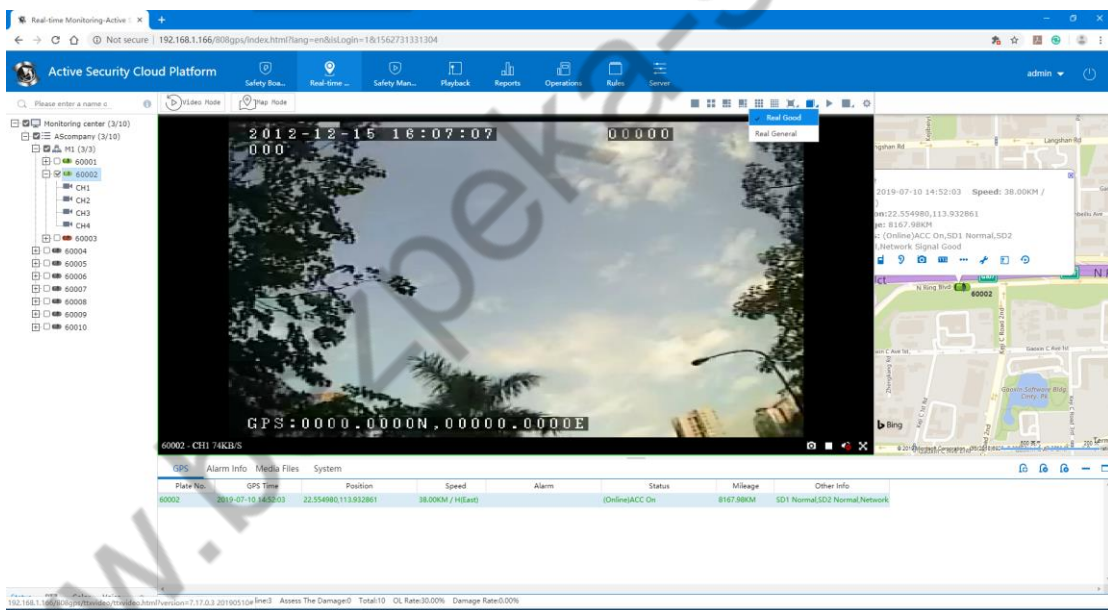 Real-time Monitoring-Active S
Not secure | 192.168.1.166/808gps/index.html?lang=en&isLogin=1&1562731331304
Active Security Cloud Platform
Safety Boa...
Real-time ...
Safety Man...
Playback
Reports
Operations
Rules
Server
admin
Please enter a name o
Video Mode
Map Mode
Real Good
Real General
Monitoring center (3/10)
AScompany (3/10)
M1 (3/3)
60001
60002
CH1
CH2
CH3
CH4
60003
60004
60005
60006
60007
60008
60009
60010
2012-12-15 16:07:07
00000
000
GPS:0000.0000N,00000.0000E
60002 - CH1 74KB/S
Langshan Rd
2019-07-10 14:52:03 Speed: 38.00KM /
on:22.554980,113.932861
ge: 8167.98KM
s: (Online)ACC On,SD1 Normal,SD2
l,Network Signal Good
N Ring Blvd
60002
Gaoxin C Ave 1st
Keji C Road 2nd
Bing
GPS
Alarm Info
Media Files
System
Plate No.
GPS Time
Position
Speed
Alarm
Status
Mileage
Other Info
60002
2019-07-10 14:52:03
22.554980,113.932861
38.00KM / H(East)
(Online)ACC On
8167.98KM
SD1 Normal,SD2 Normal,Network
192.168.1.166/808gps/ttxvideo/ttxvideo.html?version=7.17.0.3 20190510#
line:3 Assess The Damage:0 Total:10 OL Rate:30.00% Damage Rate:0.00%